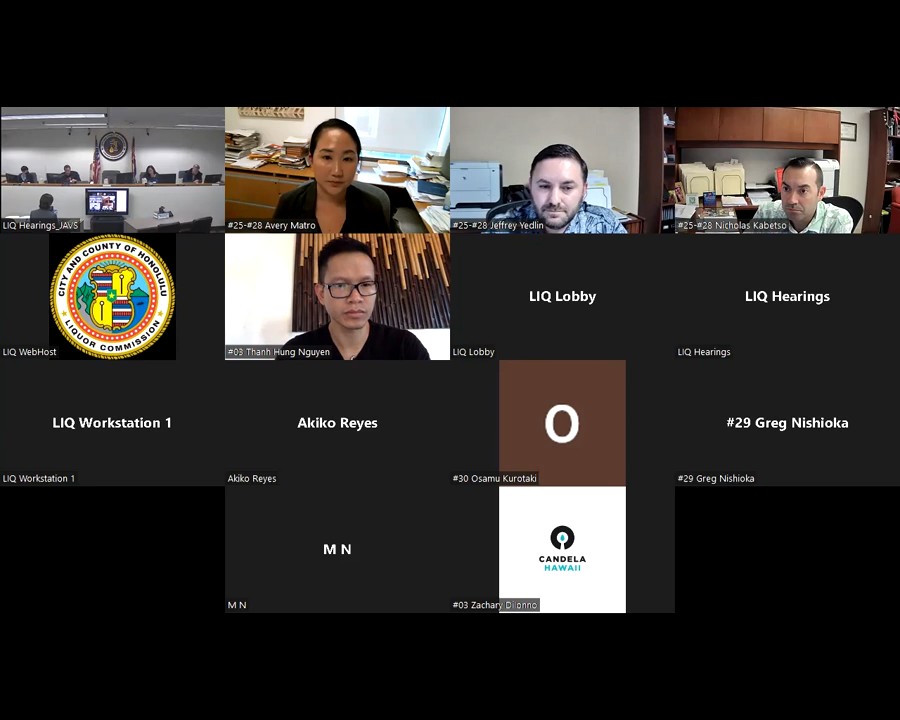 LIQ Hearings_JAVS
#25-#28 Avery Matro
#25-#28 Jeffrey Yedlin
#25-#28 Nicholas Kabetso
CITY AND COUNTY OF HONOLULU
LIQUOR COMMISSION
LIQ WebHost
#03 Thanh Hung Nguyen
LIQ Lobby
LIQ Lobby
LIQ Hearings
LIQ Hearings
LIQ Workstation 1
LIQ Workstation 1
Akiko Reyes
Akiko Reyes
O
#30 Osamu Kurotaki
#29 Greg Nishioka
#29 Greg Nishioka
M N
M N
CANDELA
HAWAII
#03 Zachary DiIonno